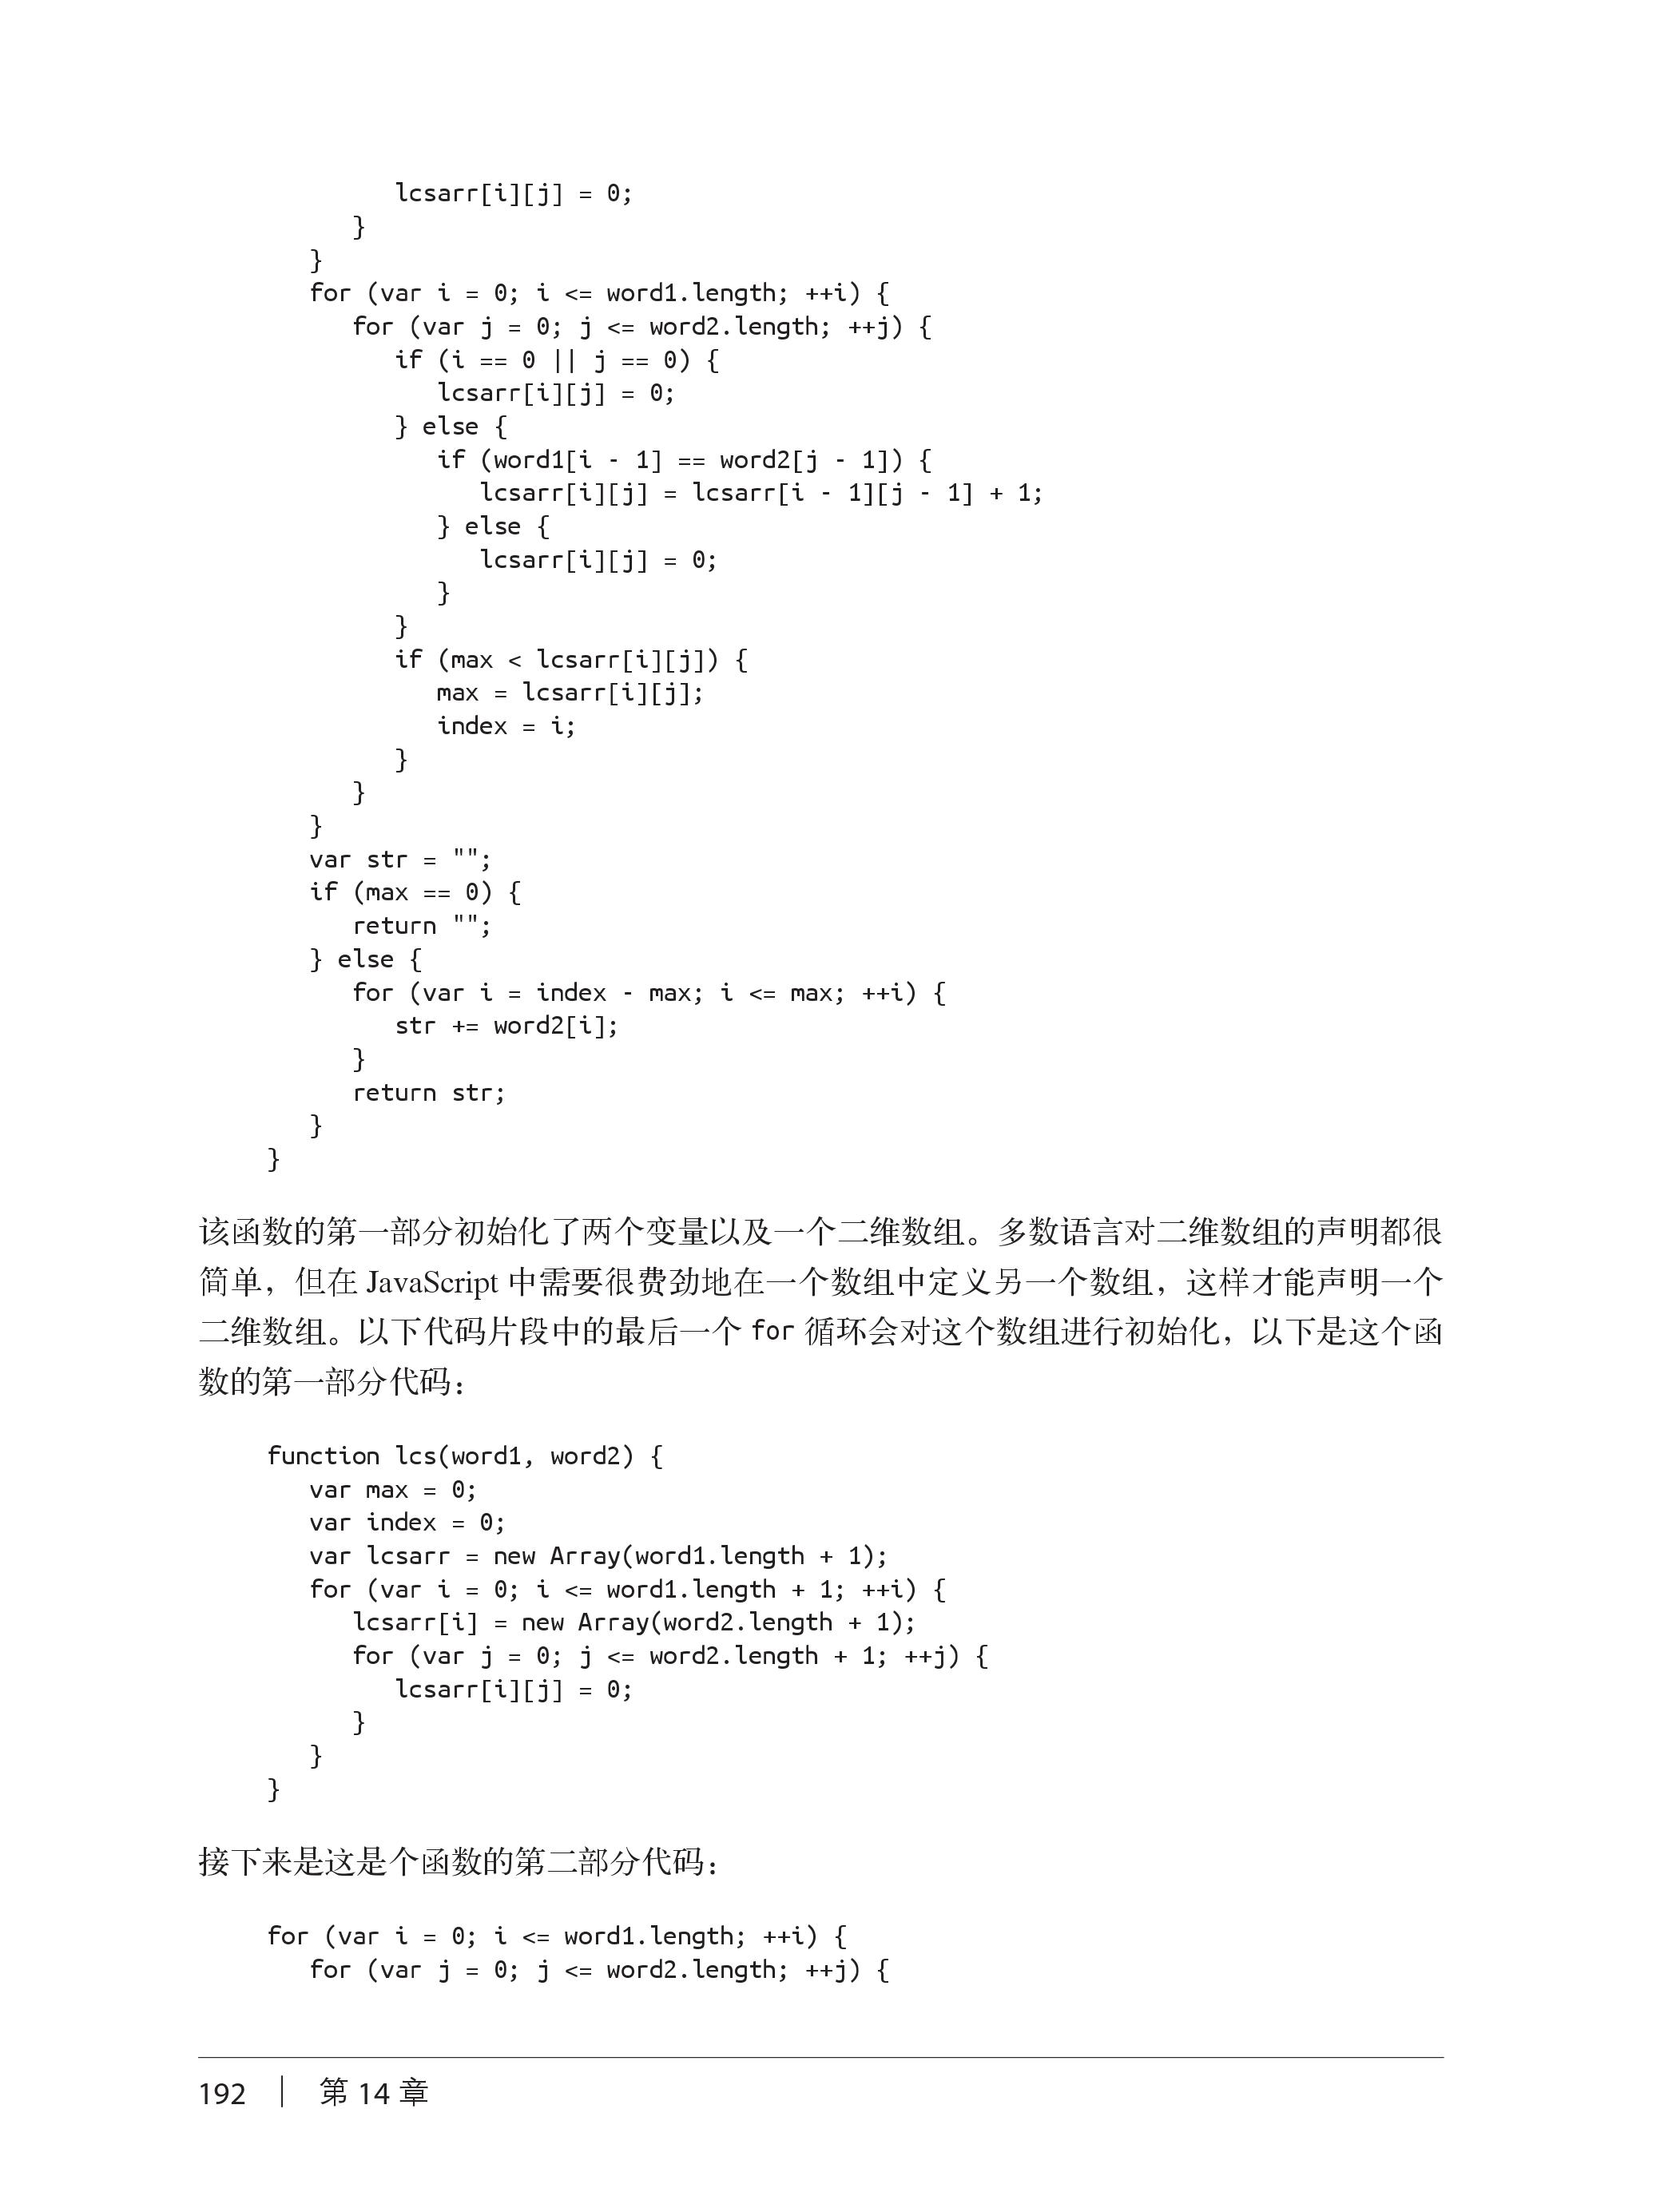 lcsarr[i][j] = 0;
      }
   }
   for (var i = 0; i <= word1.length; ++i) {
      for (var j = 0; j <= word2.length; ++j) {
         if (i == 0 || j == 0) {
            lcsarr[i][j] = 0;
         } else {
            if (word1[i - 1] == word2[j - 1]) {
               lcsarr[i][j] = lcsarr[i - 1][j - 1] + 1;
            } else {
               lcsarr[i][j] = 0;
            }
         }
         if (max < lcsarr[i][j]) {
            max = lcsarr[i][j];
            index = i;
         }
      }
   }
   var str = "";
   if (max == 0) {
      return "";
   } else {
      for (var i = index - max; i <= max; ++i) {
         str += word2[i];
      }
      return str;
   }
}
该函数的第一部分初始化了两个变量以及一个二维数组。多数语言对二维数组的声明都很
简单，但在 JavaScript 中需要很费劲地在一个数组中定义另一个数组，这样才能声明一个
二维数组。以下代码片段中的最后一个 for 循环会对这个数组进行初始化，以下是这个函
数的第一部分代码：
function lcs(word1, word2) {
   var max = 0;
   var index = 0;
   var lcsarr = new Array(word1.length + 1);
   for (var i = 0; i <= word1.length + 1; ++i) {
      lcsarr[i] = new Array(word2.length + 1);
      for (var j = 0; j <= word2.length + 1; ++j) {
         lcsarr[i][j] = 0;
      }
   }
}
接下来是这是个函数的第二部分代码：
for (var i = 0; i <= word1.length; ++i) {
   for (var j = 0; j <= word2.length; ++j) {
192 | 第 14 章